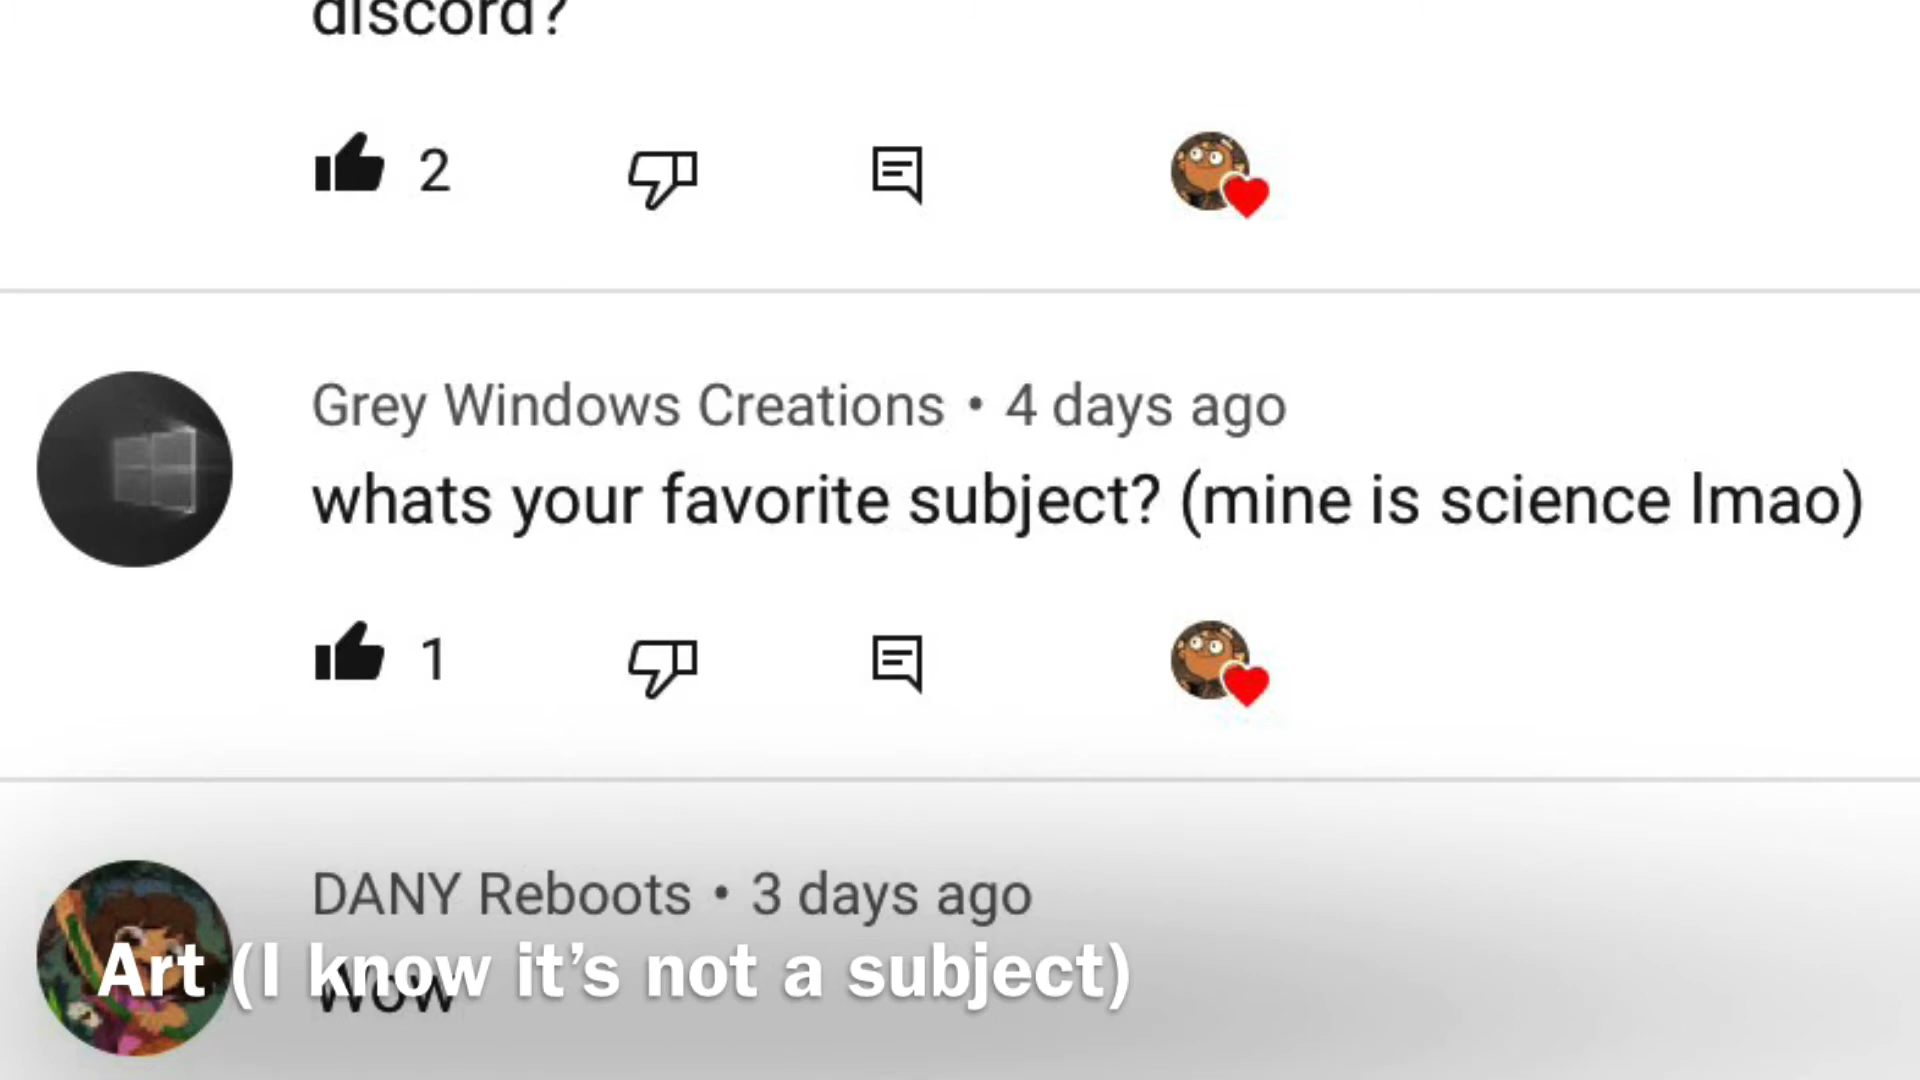 discord?
2
Grey Windows Creations • 4 days ago
whats your favorite subject? (mine is science lmao)
1
DANY Reboots • 3 days ago
Wow
Art (I know it’s not a subject)